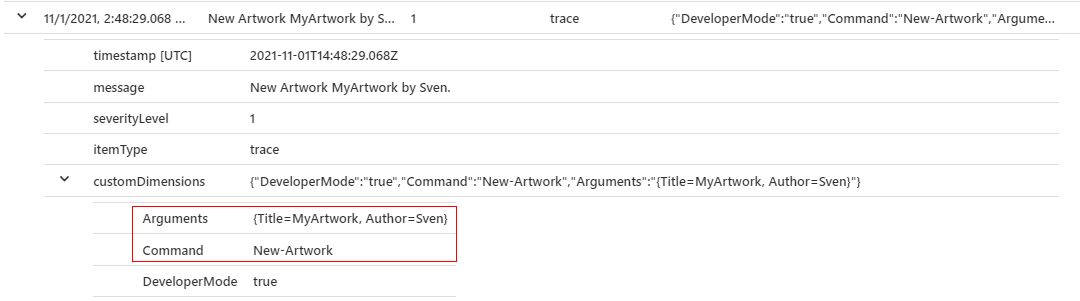 11/1/2021, 2:48:29.068 ... New Artwork MyArtwork by S... 1 trace {"DeveloperMode":"true","Command":"New-Artwork","Argume...
timestamp [UTC] 2021-11-01T14:48:29.068Z
message New Artwork MyArtwork by Sven.
severityLevel 1
itemType trace
customDimensions {"DeveloperMode":"true","Command":"New-Artwork","Arguments":"{Title=MyArtwork, Author=Sven}"}
Arguments {Title=MyArtwork, Author=Sven}
Command New-Artwork
DeveloperMode true